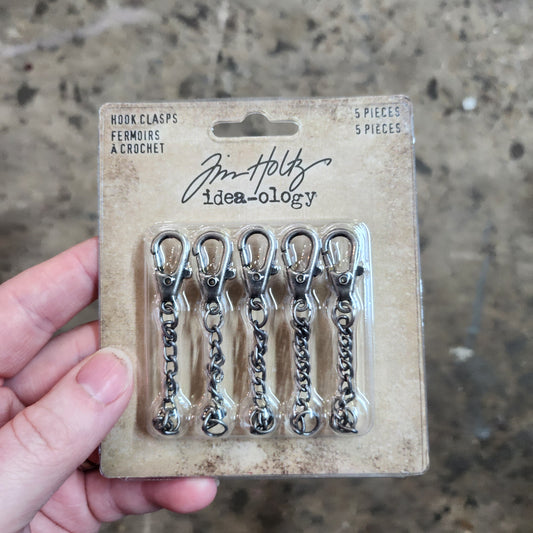 HOOK CLASPS
FERMOIRS
À CROCHET
5 PIECES
5 PIÈCES
Tim Holtz
idea-ology